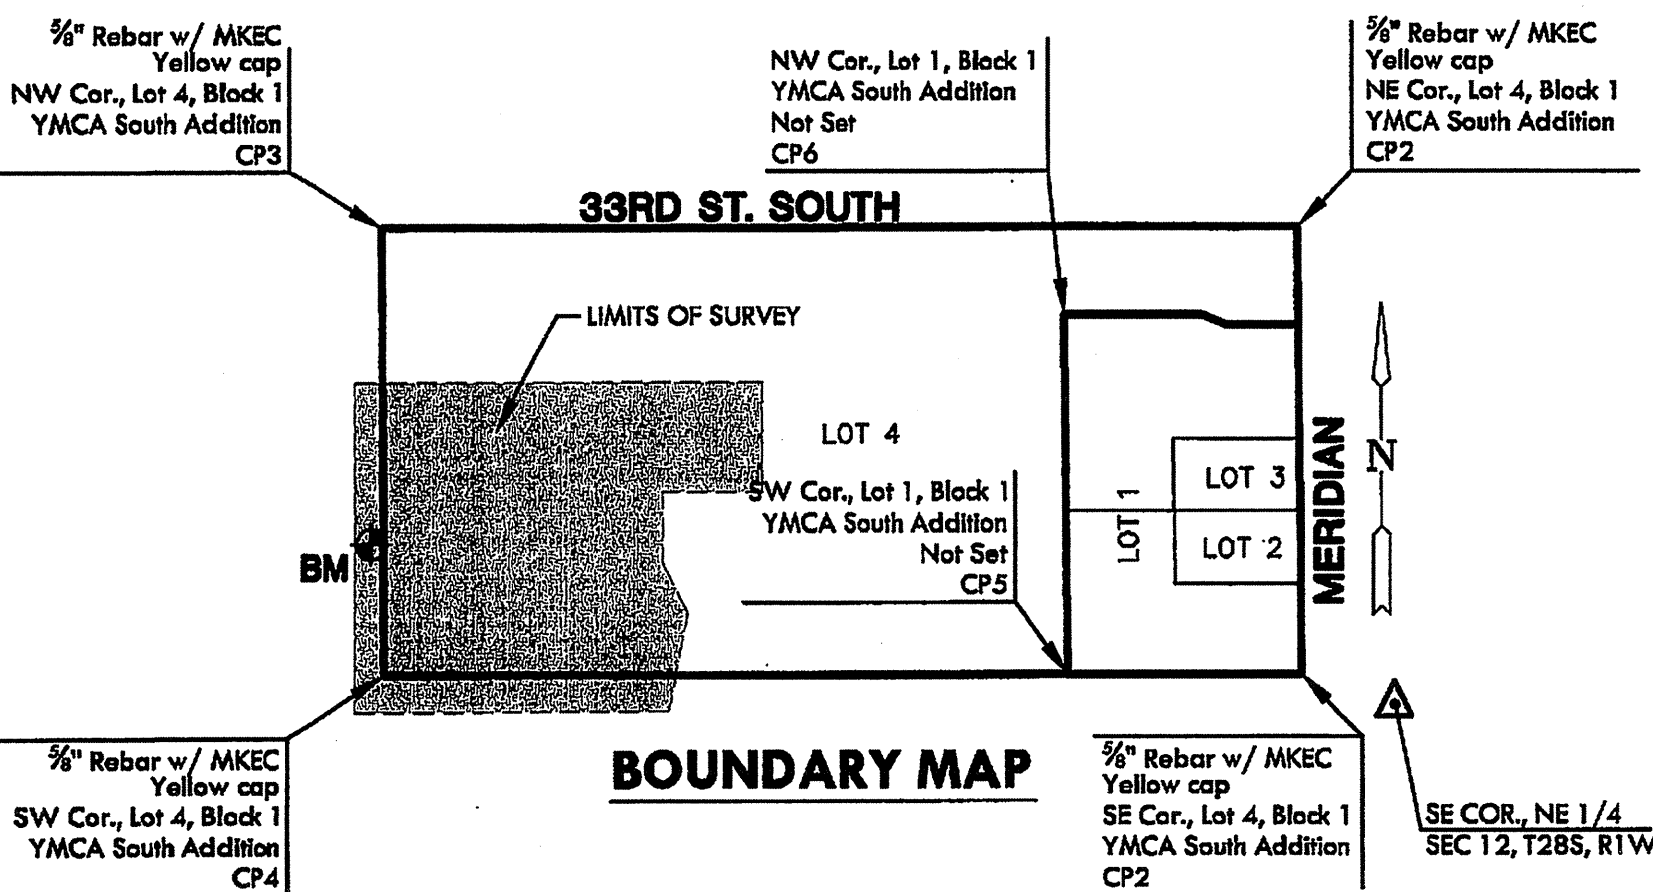 ⅝" Rebar w/ MKEC
Yellow cap
NW Cor., Lot 4, Block 1
YMCA South Addition
CP3
NW Cor., Lot 1, Block 1
YMCA South Addition
Not Set
CP6
⅝" Rebar w/ MKEC
Yellow cap
NE Cor., Lot 4, Block 1
YMCA South Addition
CP2
33RD ST. SOUTH
LIMITS OF SURVEY
LOT 4
SW Cor., Lot 1, Block 1
YMCA South Addition
Not Set
CP5
LOT 1
LOT 3
LOT 2
MERIDIAN
N
BM
⅝" Rebar w/ MKEC
Yellow cap
SW Cor., Lot 4, Block 1
YMCA South Addition
CP4
BOUNDARY MAP
⅝" Rebar w/ MKEC
Yellow cap
SE Cor., Lot 4, Block 1
YMCA South Addition
CP2
SE COR., NE 1/4
SEC 12, T28S, R1W